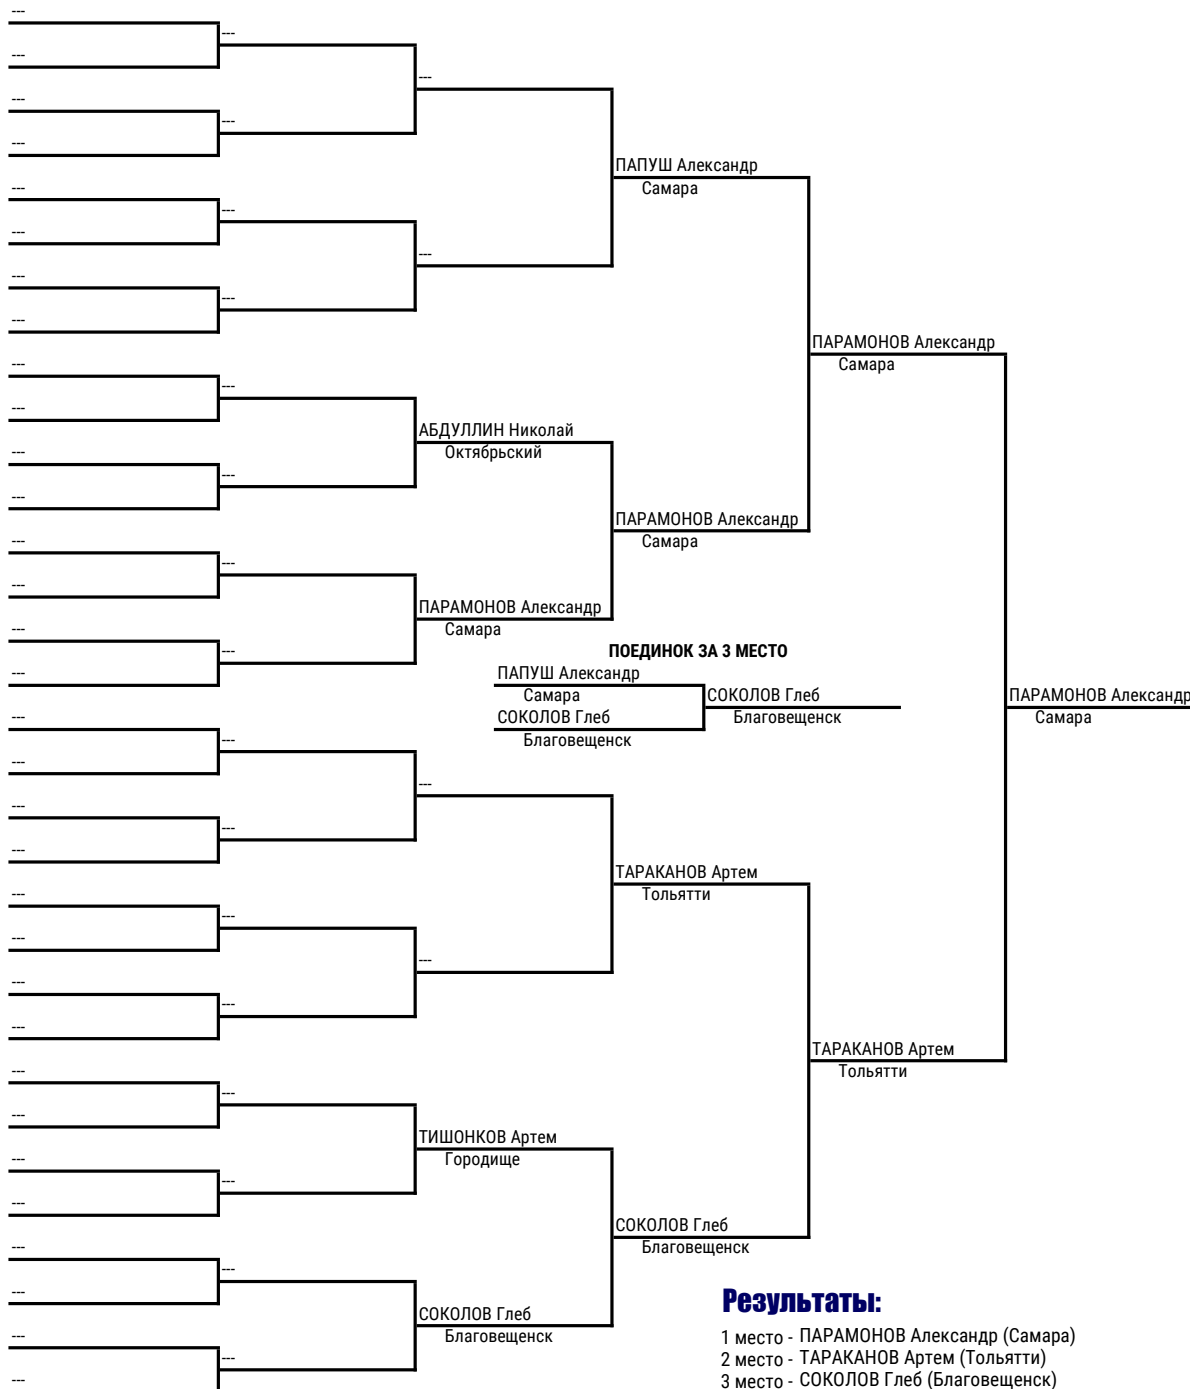 ---
---
---
---
---
---
---
ПАПУШ Александр
Самара
---
---
---
---
---
---
---
ПАРАМОНОВ Александр
Самара
---
---
---
АБДУЛЛИН Николай
Октябрьский
---
---
---
ПАРАМОНОВ Александр
Самара
---
---
---
ПАРАМОНОВ Александр
Самара
---
---
---
ПОЕДИНОК ЗА 3 МЕСТО
ПАПУШ Александр
Самара
СОКОЛОВ Глеб
Благовещенск
СОКОЛОВ Глеб
Благовещенск
ПАРАМОНОВ Александр
Самара
---
---
---
---
---
---
---
ТАРАКАНОВ Артем
Тольятти
---
---
---
---
---
---
---
ТАРАКАНОВ Артем
Тольятти
---
---
---
ТИШОНКОВ Артем
Городище
---
---
---
СОКОЛОВ Глеб
Благовещенск
---
---
---
СОКОЛОВ Глеб
Благовещенск
---
---
---
Результаты:
1 место - ПАРАМОНОВ Александр (Самара)
2 место - ТАРАКАНОВ Артем (Тольятти)
3 место - СОКОЛОВ Глеб (Благовещенск)